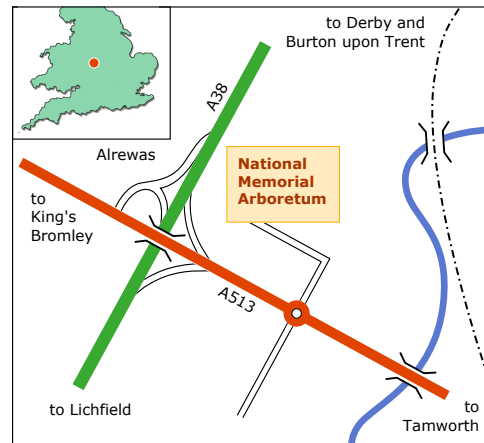 to Derby and
Burton upon Trent
A38
Alrewas
National
Memorial
Arboretum
to
King's
Bromley
A513
to Lichfield
to
Tamworth